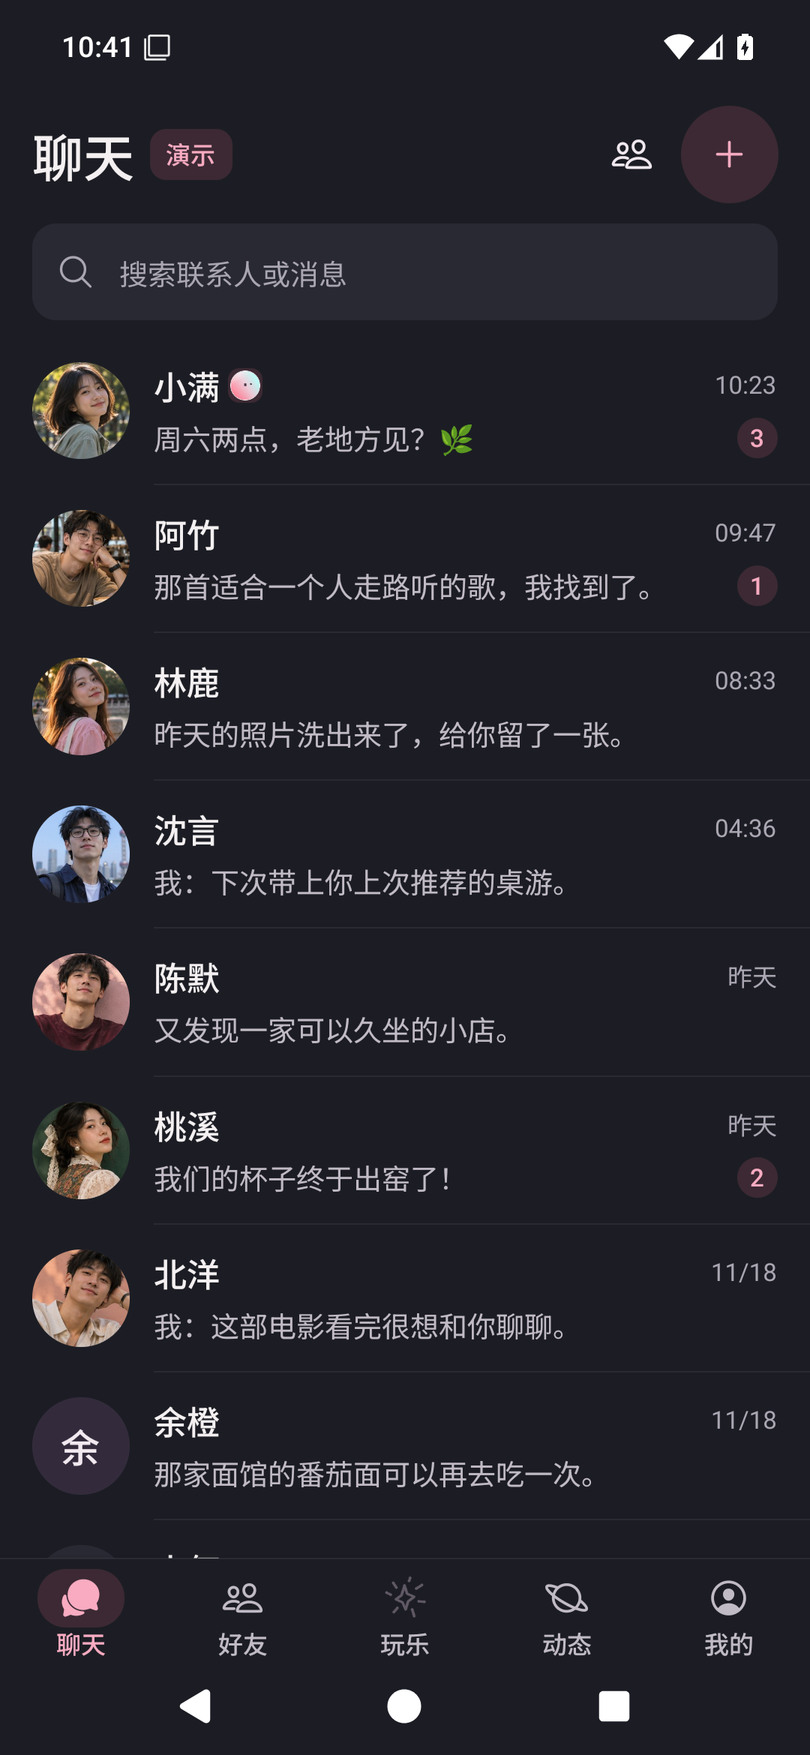 10:41
聊天 演示
搜索联系人或消息
小满 10:23
周六两点，老地方见？🌿 3
阿竹 09:47
那首适合一个人走路听的歌，我找到了。 1
林鹿 08:33
昨天的照片洗出来了，给你留了一张。
沈言 04:36
我：下次带上你上次推荐的桌游。
陈默 昨天
又发现一家可以久坐的小店。
桃溪 昨天
我们的杯子终于出窑了！ 2
北洋 11/18
我：这部电影看完很想和你聊聊。
余 余橙 11/18
那家面馆的番茄面可以再去吃一次。
聊天 好友 玩乐 动态 我的